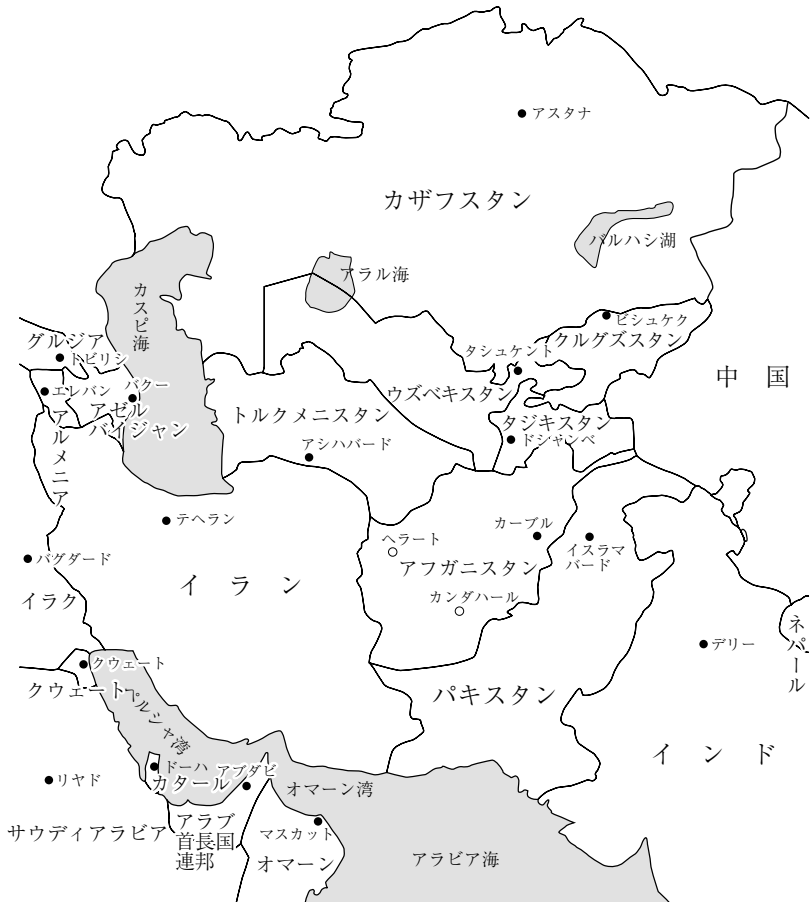 アスタナ
カザフスタン
バルハシ湖
アラル海
カスピ海
ビシュケク
クルグズスタン
グルジア
トビリシ
タシュケント
中国
エレバン
バクー
アゼル
バイジャン
アルメニア
ウズベキスタン
トルクメニスタン
タジキスタン
ドシャンベ
アシハバード
テヘラン
カーブル
ヘラート
イスラマ
バード
アフガニスタン
バグダード
イラン
カンダハール
イラク
ネパール
デリー
クウェート
クウェート
ペルシャ湾
パキスタン
インド
ドーハ
カタール
アブダビ
リヤド
オマーン湾
サウディアラビア
アラブ
首長国
連邦
マスカット
オマーン
アラビア海